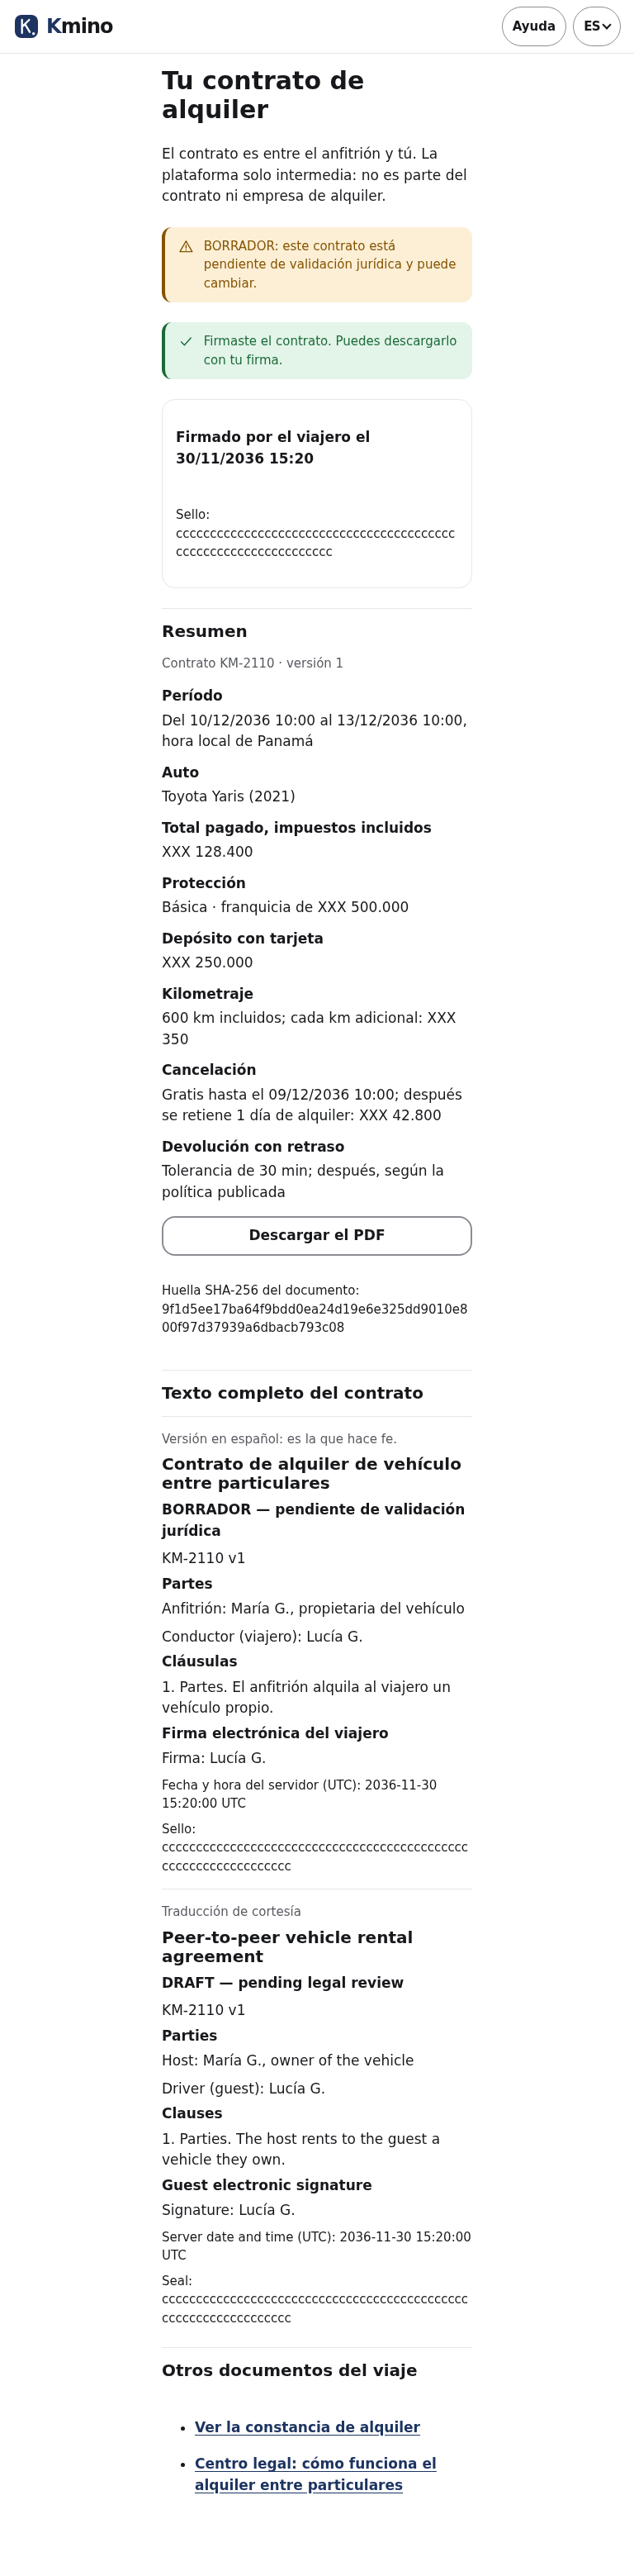 K Kmino
Ayuda
ES
Tu contrato de
alquiler
El contrato es entre el anfitrión y tú. La
plataforma solo intermedia: no es parte del
contrato ni empresa de alquiler.
BORRADOR: este contrato está
pendiente de validación jurídica y puede
cambiar.
Firmaste el contrato. Puedes descargarlo
con tu firma.
Firmado por el viajero el
30/11/2036 15:20
Sello:
ccccccccccccccccccccccccccccccccccccccccc
ccccccccccccccccccccccc
Resumen
Contrato KM-2110 · versión 1
Período
Del 10/12/2036 10:00 al 13/12/2036 10:00,
hora local de Panamá
Auto
Toyota Yaris (2021)
Total pagado, impuestos incluidos
XXX 128.400
Protección
Básica · franquicia de XXX 500.000
Depósito con tarjeta
XXX 250.000
Kilometraje
600 km incluidos; cada km adicional: XXX
350
Cancelación
Gratis hasta el 09/12/2036 10:00; después
se retiene 1 día de alquiler: XXX 42.800
Devolución con retraso
Tolerancia de 30 min; después, según la
política publicada
Descargar el PDF
Huella SHA-256 del documento:
9f1d5ee17ba64f9bdd0ea24d19e6e325dd9010e8
00f97d37939a6dbacb793c08
Texto completo del contrato
Versión en español: es la que hace fe.
Contrato de alquiler de vehículo
entre particulares
BORRADOR — pendiente de validación
jurídica
KM-2110 v1
Partes
Anfitrión: María G., propietaria del vehículo
Conductor (viajero): Lucía G.
Cláusulas
1. Partes. El anfitrión alquila al viajero un
vehículo propio.
Firma electrónica del viajero
Firma: Lucía G.
Fecha y hora del servidor (UTC): 2036-11-30
15:20:00 UTC
Sello:
ccccccccccccccccccccccccccccccccccccccccccccc
ccccccccccccccccccc
Traducción de cortesía
Peer-to-peer vehicle rental
agreement
DRAFT — pending legal review
KM-2110 v1
Parties
Host: María G., owner of the vehicle
Driver (guest): Lucía G.
Clauses
1. Parties. The host rents to the guest a
vehicle they own.
Guest electronic signature
Signature: Lucía G.
Server date and time (UTC): 2036-11-30 15:20:00
UTC
Seal:
ccccccccccccccccccccccccccccccccccccccccccccc
ccccccccccccccccccc
Otros documentos del viaje
• Ver la constancia de alquiler
• Centro legal: cómo funciona el
alquiler entre particulares